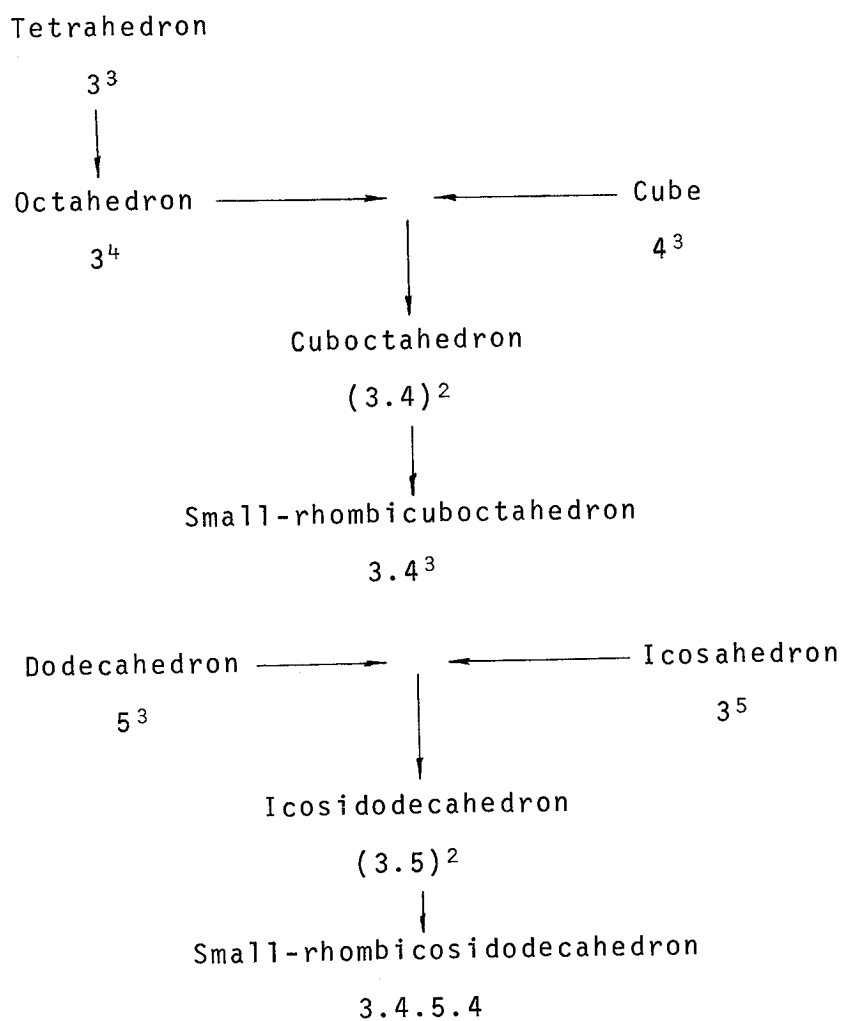 Tetrahedron
3³
Octahedron Cube
3⁴ 4³
Cuboctahedron
(3.4)²
Small-rhombicuboctahedron
3.4³
Dodecahedron Icosahedron
5³ 3⁵
Icosidodecahedron
(3.5)²
Small-rhombicosidodecahedron
3.4.5.4